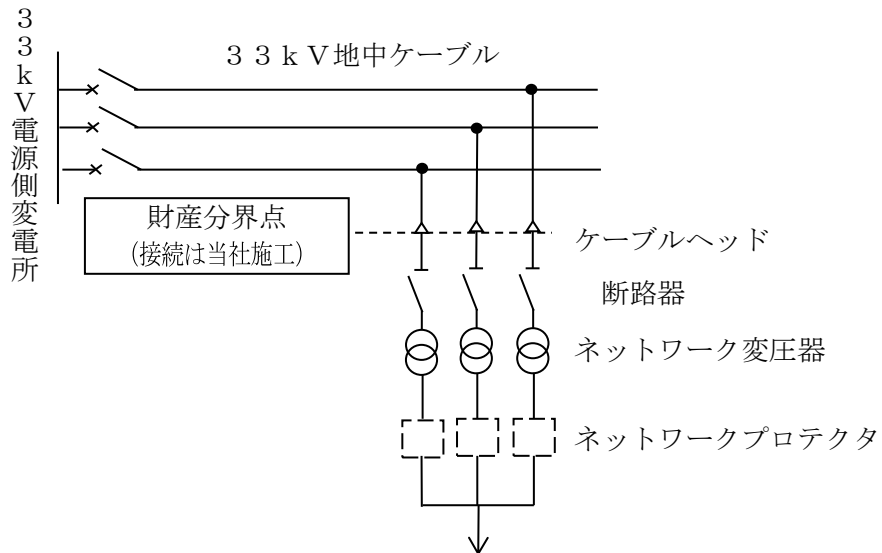 ３３ｋＶ電源側変電所
３３ｋＶ地中ケーブル
財産分界点
（接続は当社施工）
ケーブルヘッド
断路器
ネットワーク変圧器
ネットワークプロテクタ